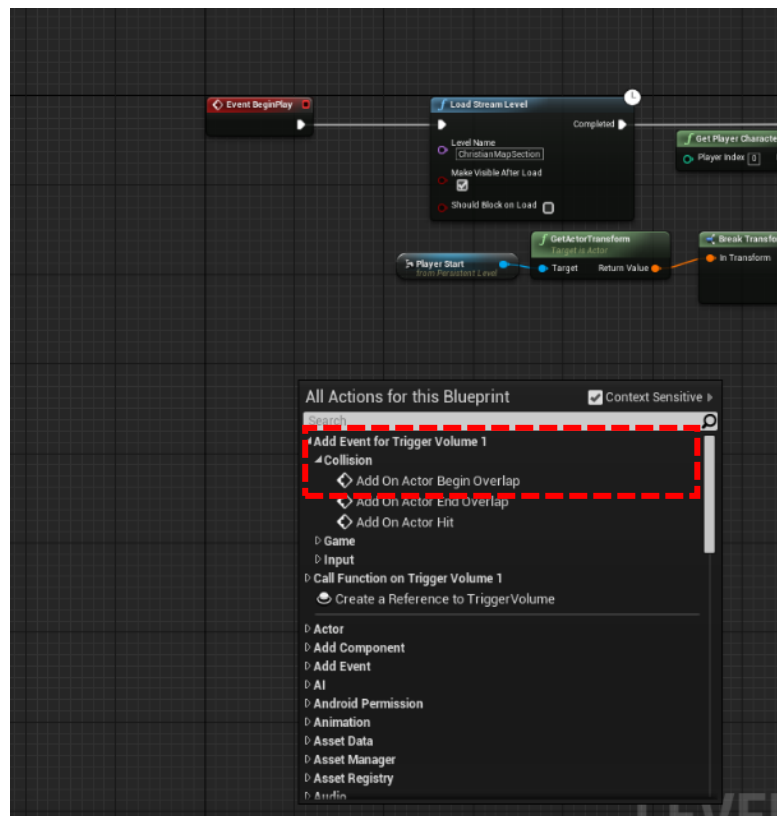 Event BeginPlay
Load Stream Level
Completed
Level Name
ChristianMapSection
Make Visible After Load
Should Block on Load
Get Player Characte
Player Index 0
GetActorTransform
Target is Actor
Target Return Value
Break Transfo
In Transform
Player Start
from Persistent Level
All Actions for this Blueprint Context Sensitive
Search
Add Event for Trigger Volume 1
Collision
Add On Actor Begin Overlap
Add On Actor End Overlap
Add On Actor Hit
Game
Input
Call Function on Trigger Volume 1
Create a Reference to TriggerVolume
Actor
Add Component
Add Event
AI
Android Permission
Animation
Asset Data
Asset Manager
Asset Registry
Audio
LEVE